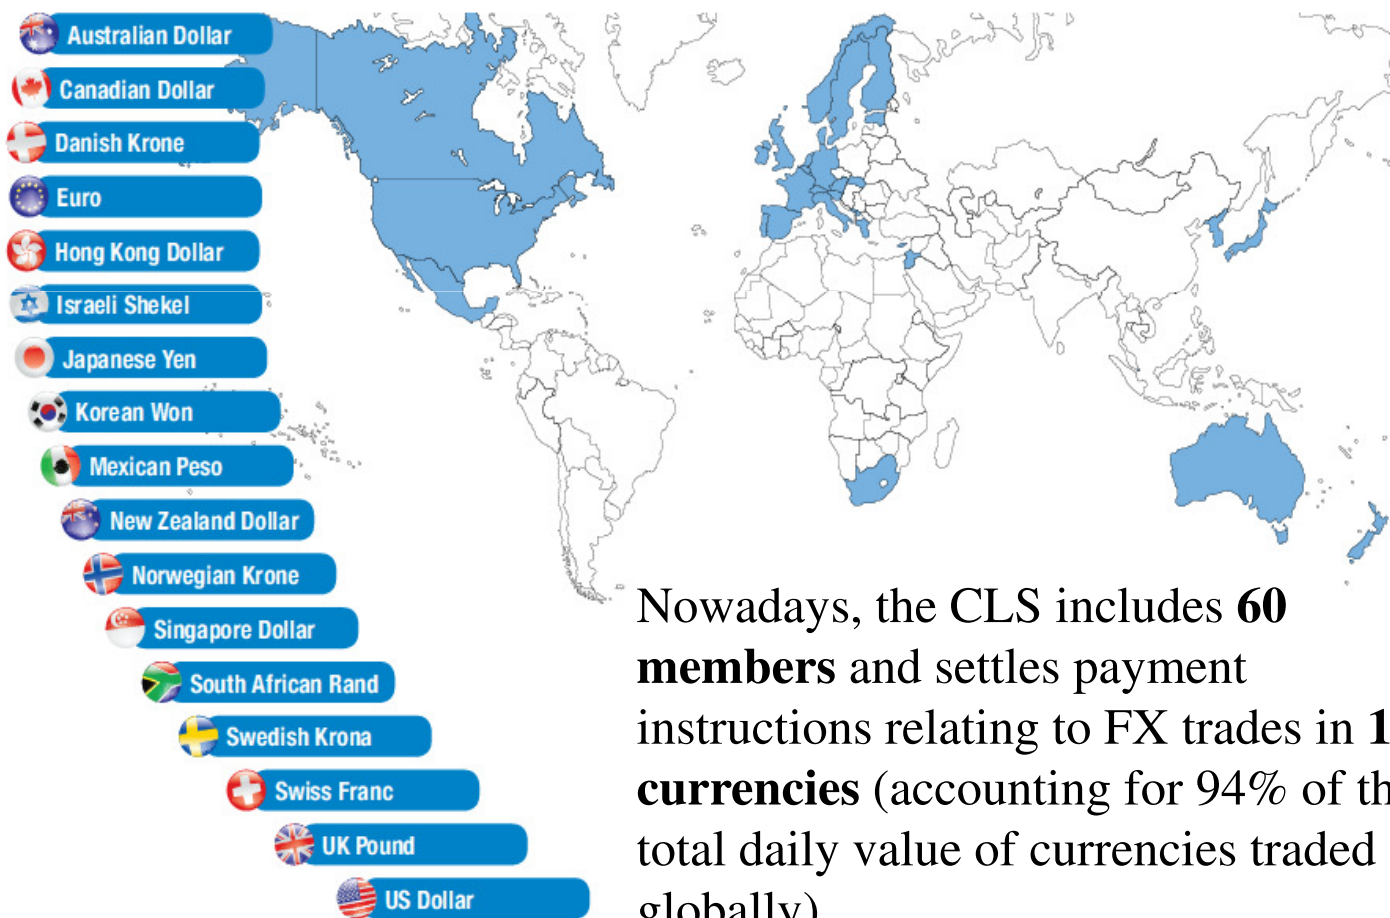 Australian Dollar
Canadian Dollar
Danish Krone
Euro
Hong Kong Dollar
Israeli Shekel
Japanese Yen
Korean Won
Mexican Peso
New Zealand Dollar
Norwegian Krone
Singapore Dollar
South African Rand
Swedish Krona
Swiss Franc
UK Pound
US Dollar
Nowadays, the CLS includes 60
members and settles payment
instructions relating to FX trades in
currencies (accounting for 94% of
total daily value of currencies traded
globally)